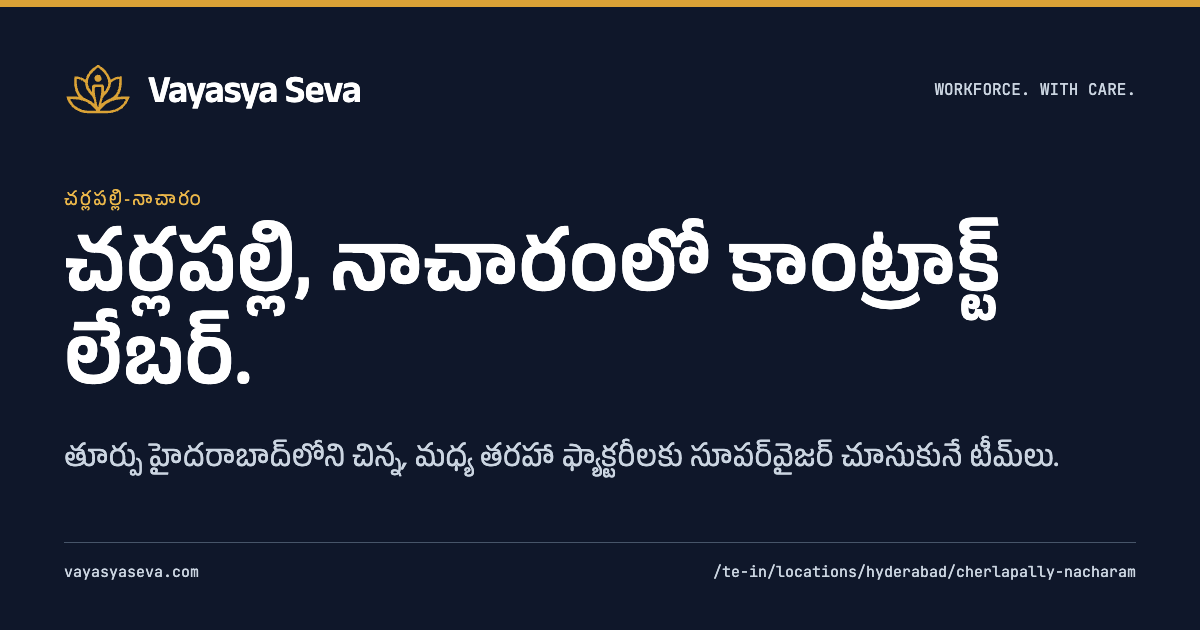 Vayasya Seva
WORKFORCE. WITH CARE.
చర్లపల్లి-నాచారం
చర్లపల్లి, నాచారంలో కాంట్రాక్ట్
లేబర్.
తూర్పు హైదరాబాద్‌లోని చిన్న, మధ్య తరహా ఫ్యాక్టరీలకు సూపర్‌వైజర్ చూసుకునే టీమ్‌లు.
vayasyaseva.com
/te-in/locations/hyderabad/cherlapally-nacharam